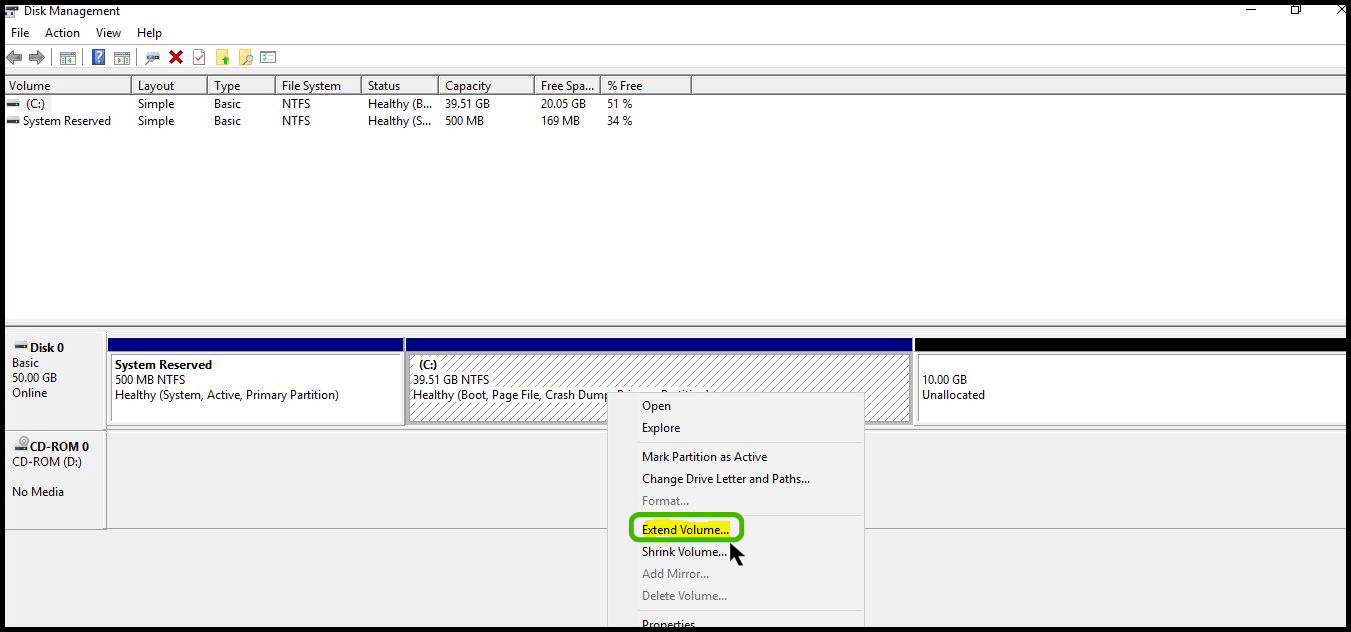 Disk Management
File Action View Help
Volume Layout Type File System Status Capacity Free Spa... % Free
(C:) Simple Basic NTFS Healthy (B... 39.51 GB 20.05 GB 51 %
System Reserved Simple Basic NTFS Healthy (S... 500 MB 169 MB 34 %
Disk 0
Basic
50.00 GB
Online
System Reserved
500 MB NTFS
Healthy (System, Active, Primary Partition)
(C:)
39.51 GB NTFS
Healthy (Boot, Page File, Crash Dump
10.00 GB
Unallocated
CD-ROM 0
CD-ROM (D:)
No Media
Open
Explore
Mark Partition as Active
Change Drive Letter and Paths...
Format...
Extend Volume...
Shrink Volume...
Add Mirror...
Delete Volume...
Properties